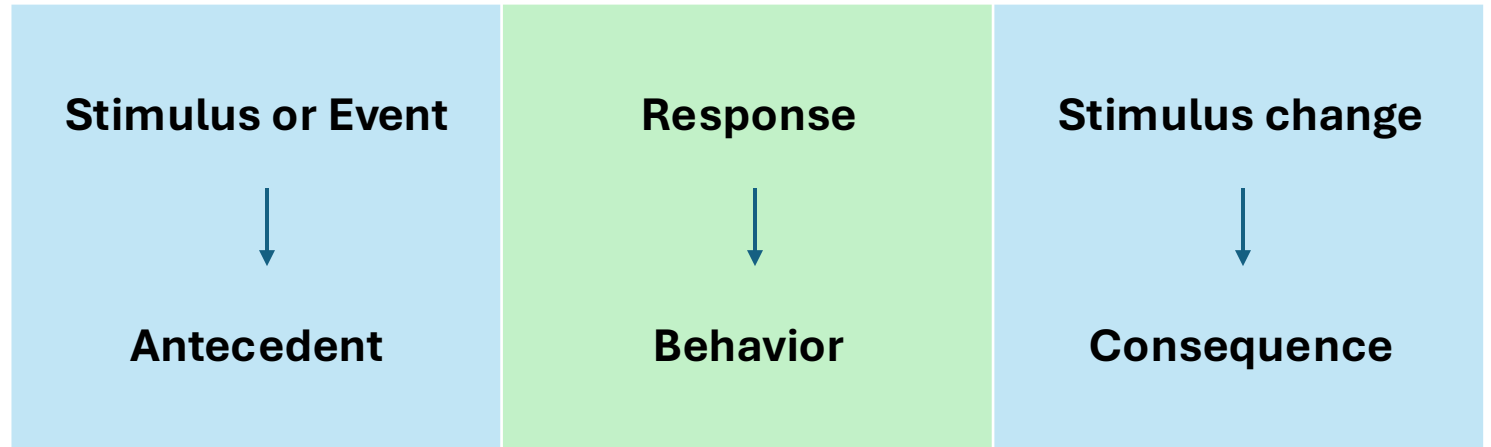 Stimulus or Event
Response
Stimulus change
Antecedent
Behavior
Consequence